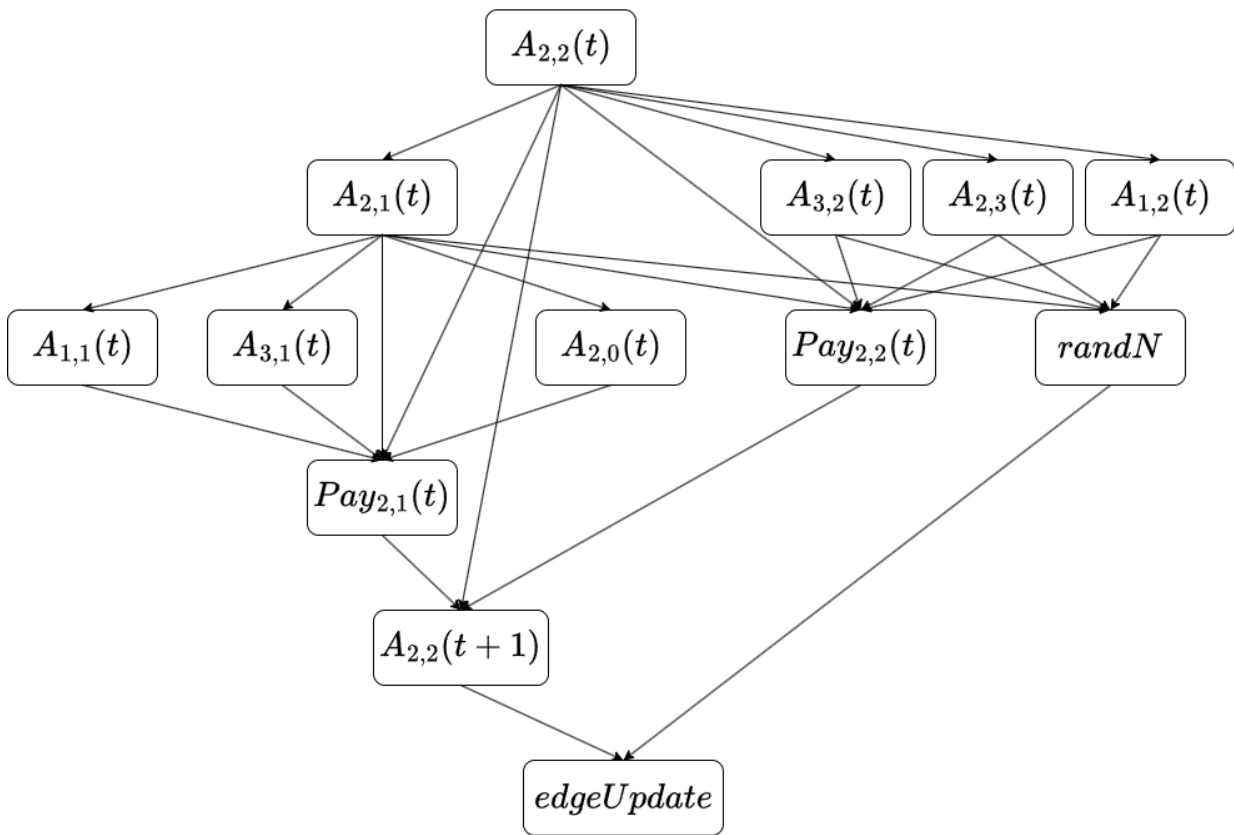 A_{2,2}(t)
A_{2,1}(t)
A_{3,2}(t)
A_{2,3}(t)
A_{1,2}(t)
A_{1,1}(t)
A_{3,1}(t)
A_{2,0}(t)
Pay_{2,2}(t)
randN
Pay_{2,1}(t)
A_{2,2}(t + 1)
edgeUpdate